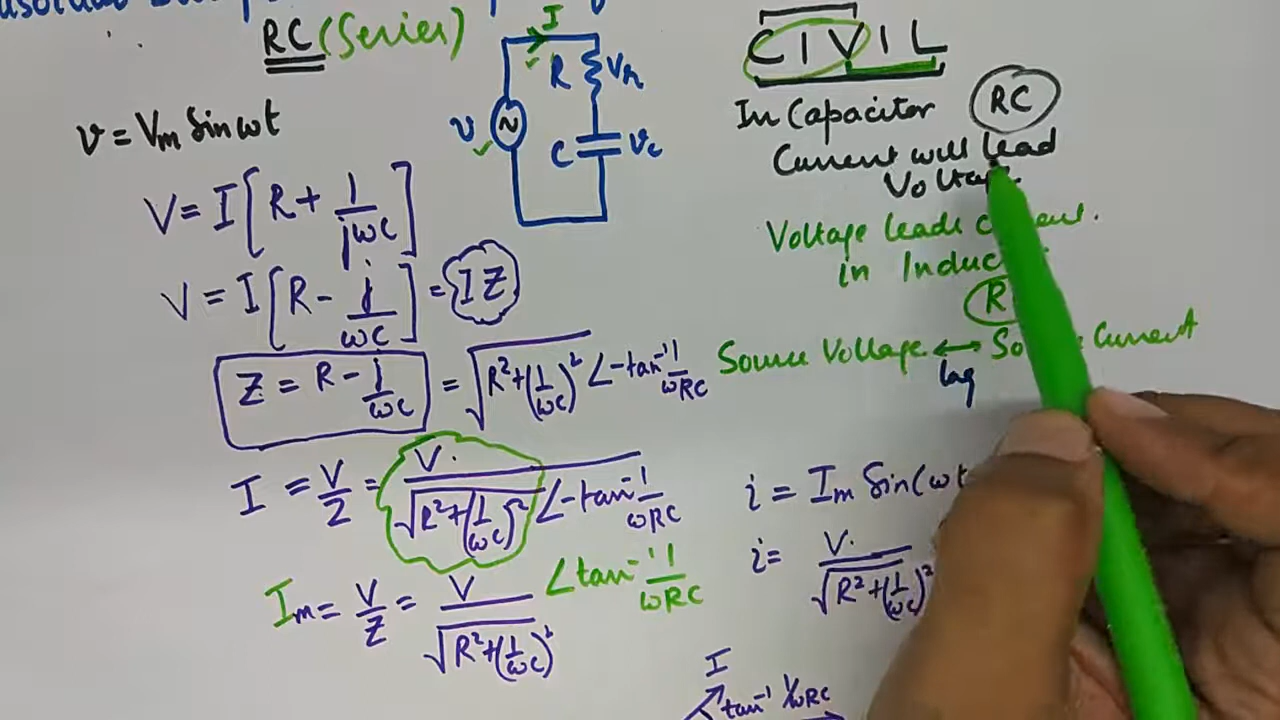 RC (Series)
I
R
VR
v
C
Vc
v = Vm Sin ωt
V = I[R + 1/jωC]
V = I[R - j/ωC] = IZ
Z = R - j/ωC = √(R² + (1/ωC)²) ∠-tan⁻¹ 1/ωRC
I = V/Z = V/√(R² + (1/ωC)²) ∠-tan⁻¹ 1/ωRC
Im = V/Z = V/√(R² + (1/ωC)²) ∠tan⁻¹ 1/ωRC
CIVIL
In Capacitor RC
Current will lead
Voltage
Voltage leads
in
R
Source Voltage ↔ Current
lag
i = Im Sin(ωt
i = V/√(R² + (1/ωC)²
I
tan⁻¹ 1/ωRC